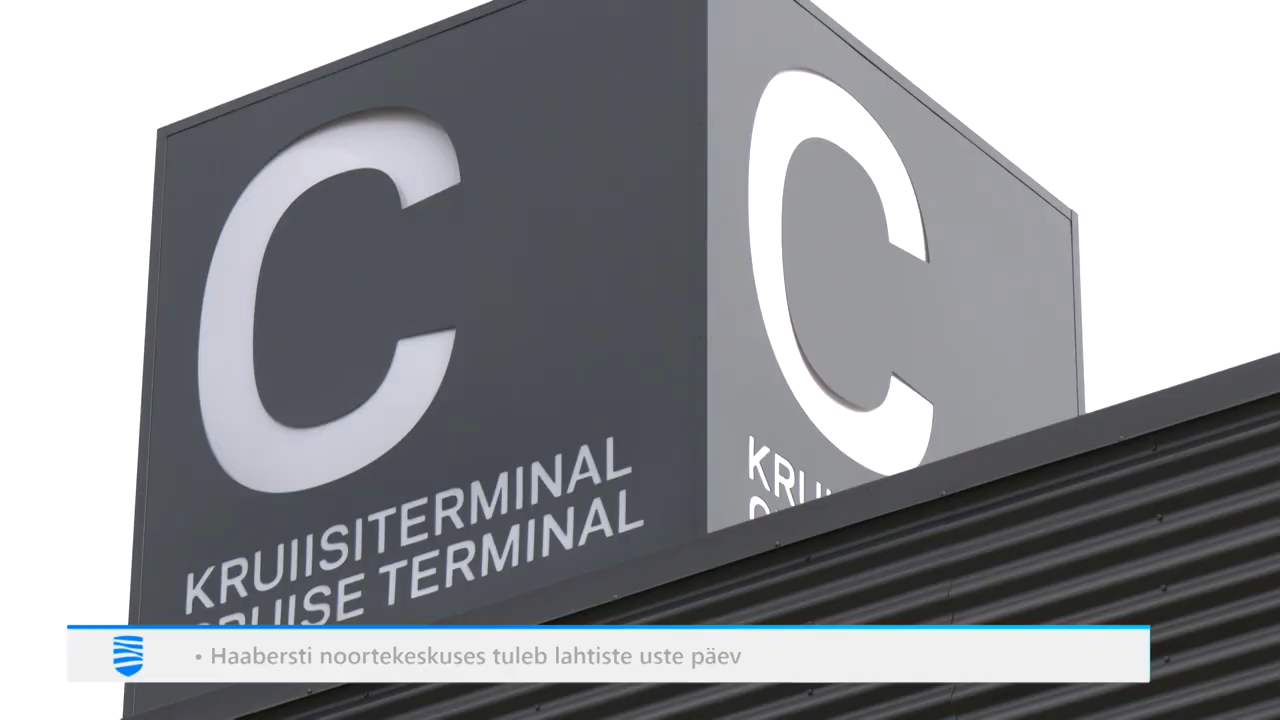 C
KRUIISITERMINAL
CRUISE TERMINAL
C
• Haabersti noortekeskuses tuleb lahtiste uste päev